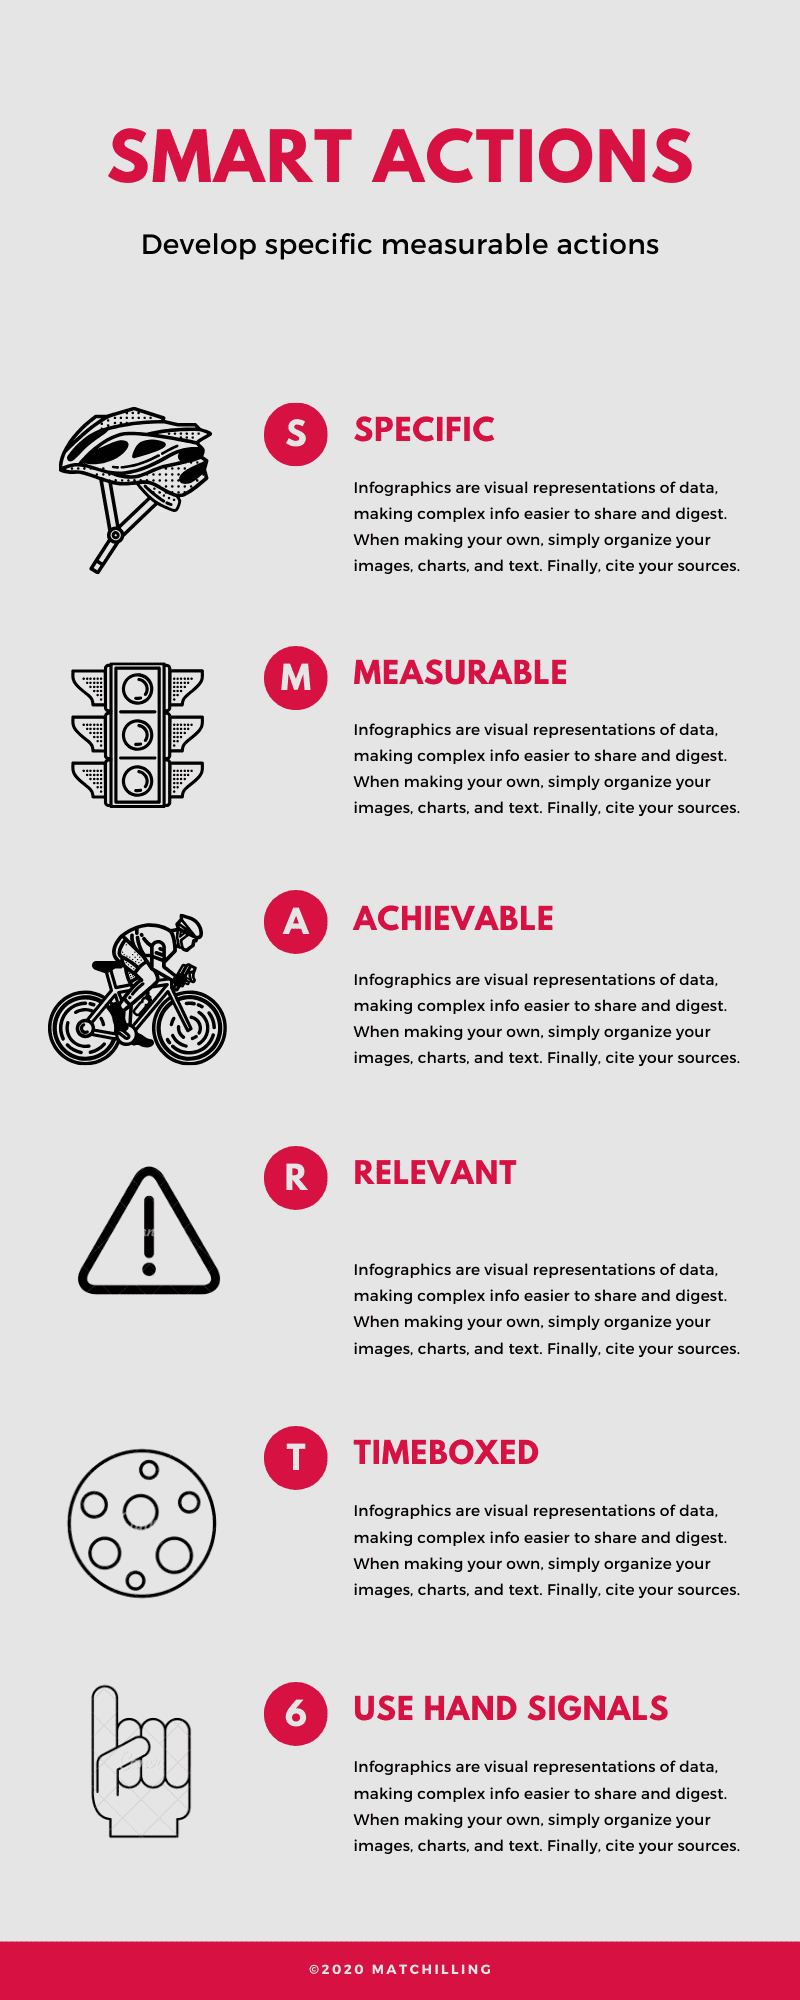 SMART ACTIONS
Develop specific measurable actions
S
SPECIFIC
Infographics are visual representations of data,
making complex info easier to share and digest.
When making your own, simply organize your
images, charts, and text. Finally, cite your sources.
M
MEASURABLE
Infographics are visual representations of data,
making complex info easier to share and digest.
When making your own, simply organize your
images, charts, and text. Finally, cite your sources.
A
ACHIEVABLE
Infographics are visual representations of data,
making complex info easier to share and digest.
When making your own, simply organize your
images, charts, and text. Finally, cite your sources.
R
RELEVANT
Infographics are visual representations of data,
making complex info easier to share and digest.
When making your own, simply organize your
images, charts, and text. Finally, cite your sources.
T
TIMEBOXED
Infographics are visual representations of data,
making complex info easier to share and digest.
When making your own, simply organize your
images, charts, and text. Finally, cite your sources.
6
USE HAND SIGNALS
Infographics are visual representations of data,
making complex info easier to share and digest.
When making your own, simply organize your
images, charts, and text. Finally, cite your sources.
©2020 MATCHILLING